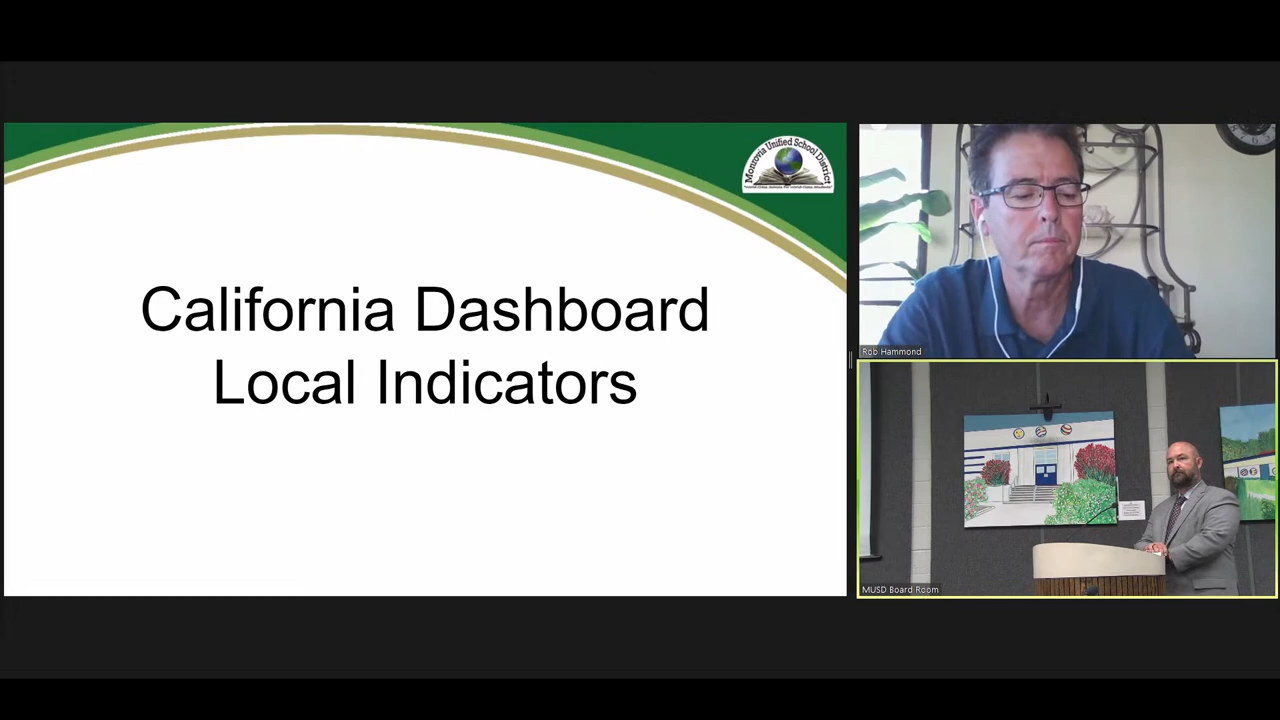 Monrovia Unified School District
California Dashboard
Local Indicators
Rob Hammond
MUSD Board Room